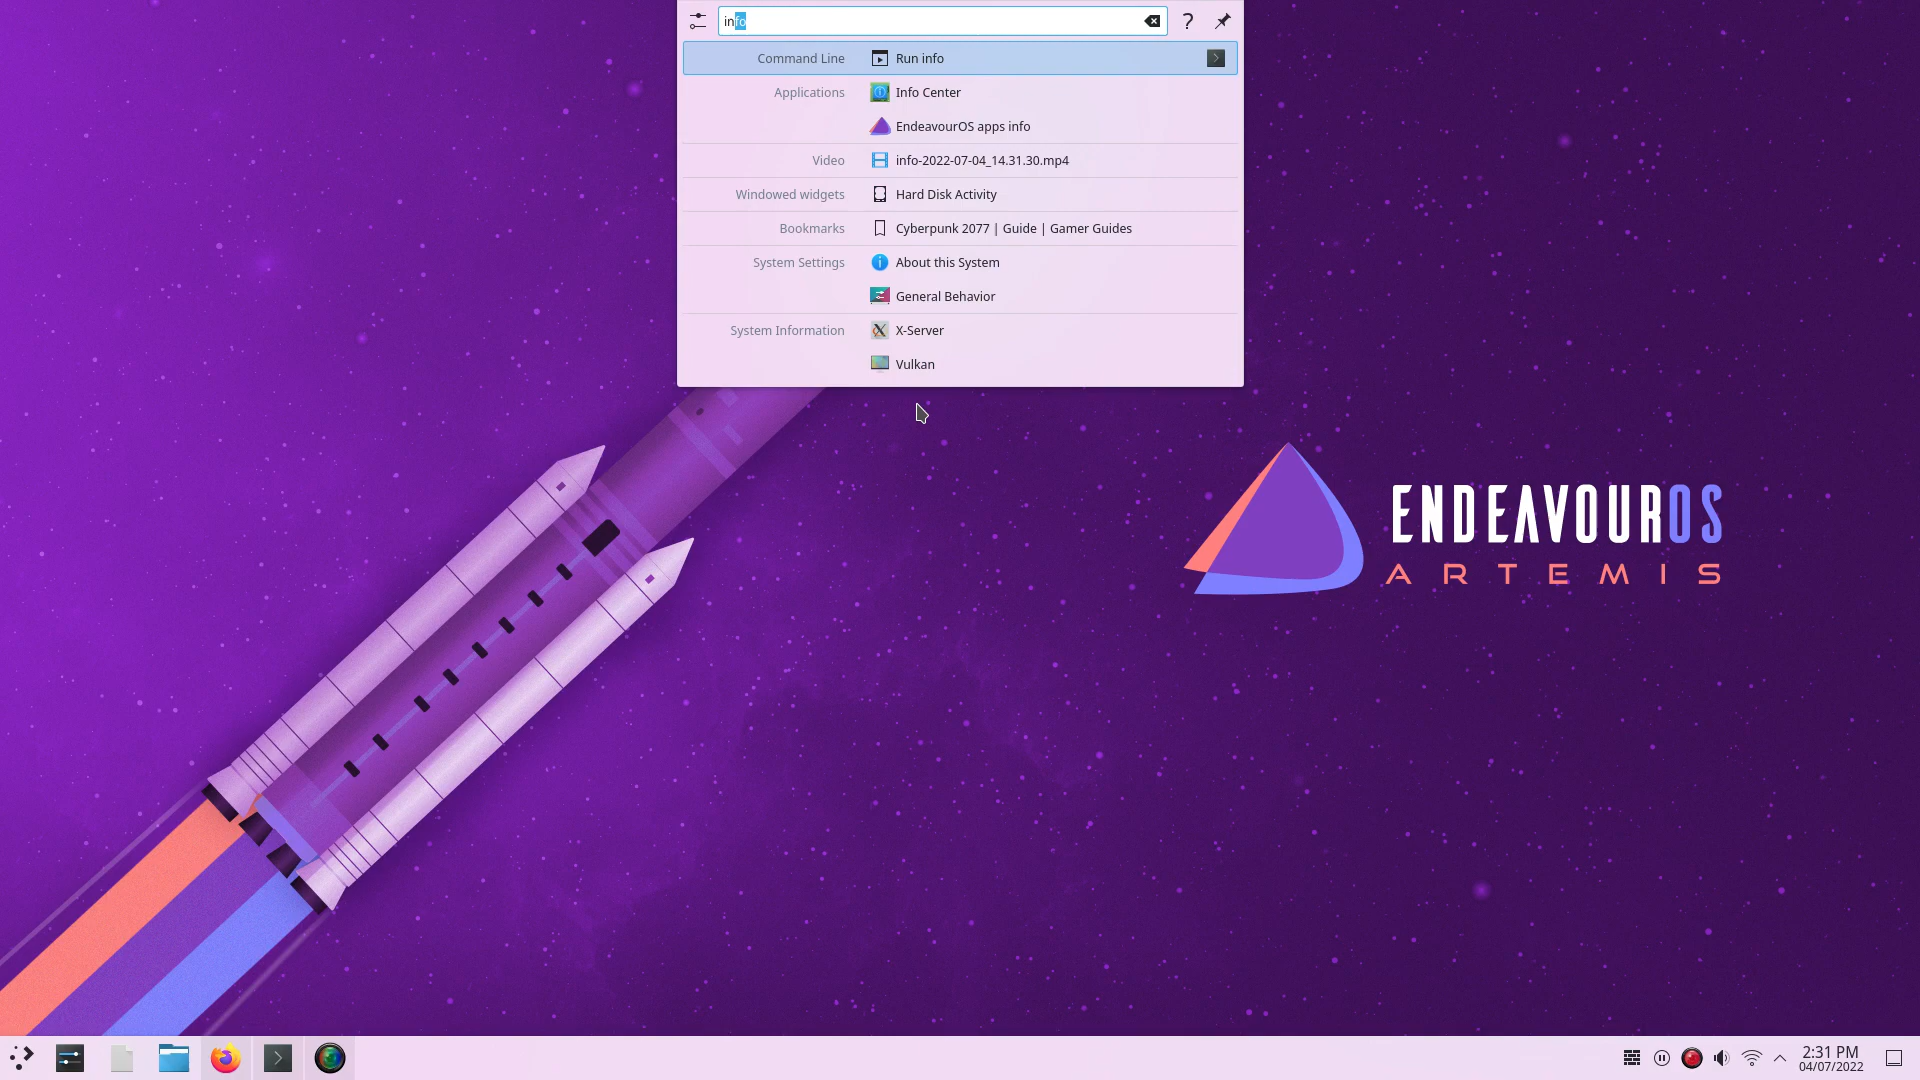 info
?
Command Line Run info
Applications Info Center
EndeavourOS apps info
Video info-2022-07-04_14.31.30.mp4
Windowed widgets Hard Disk Activity
Bookmarks Cyberpunk 2077 | Guide | Gamer Guides
System Settings About this System
General Behavior
System Information X-Server
Vulkan
ENDEAVOUROS
ARTEMIS
2:31 PM
04/07/2022